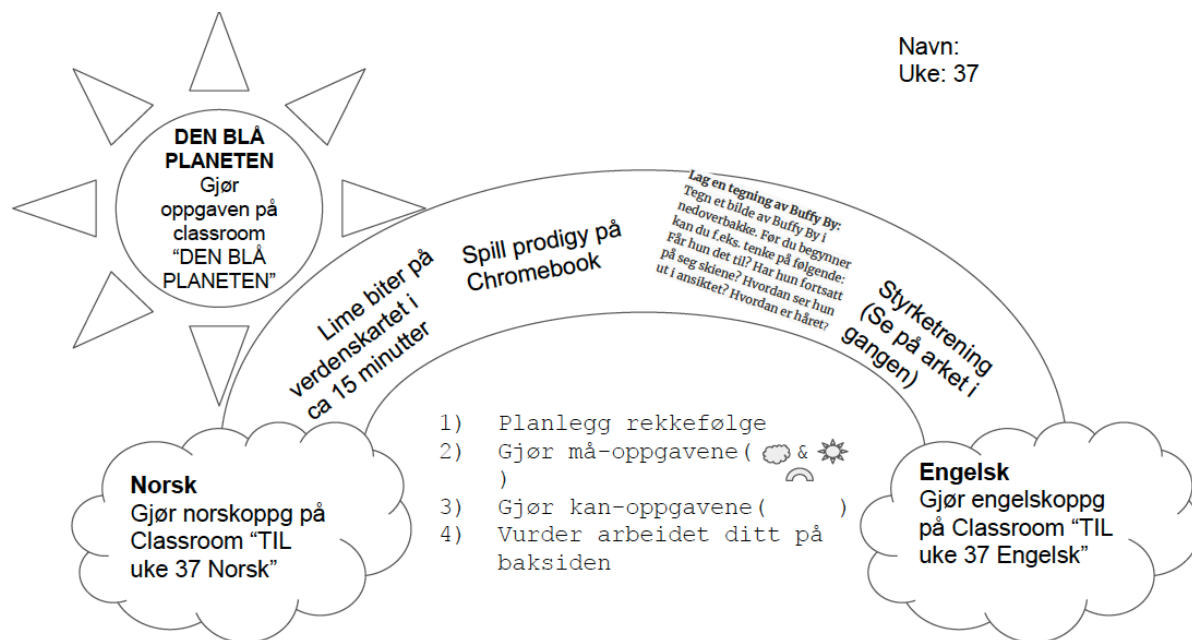 Navn:
Uke: 37
DEN BLÅ
PLANETEN
Gjør
oppgaven på
classroom
“DEN BLÅ
PLANETEN”
Lime biter på
verdenskartet i
ca 15 minutter
Spill prodigy på
Chromebook
Lag en tegning av Buffy By:
Tegn et bilde av Buffy By i
nedoverbakke. Før du begynner
kan du f.eks. tenke på følgende:
Får hun det til? Har hun fortsatt
på seg skiene? Hvordan ser hun
ut i ansiktet? Hvordan er håret?
Styrketrening
(Se på arket i
gangen)
1) Planlegg rekkefølge
2) Gjør må-oppgavene( &
)
3) Gjør kan-oppgavene( )
4) Vurder arbeidet ditt på
baksiden
Norsk
Gjør norskoppg på
Classroom “TIL
uke 37 Norsk”
Engelsk
Gjør engelskoppg
på Classroom “TIL
uke 37 Engelsk”